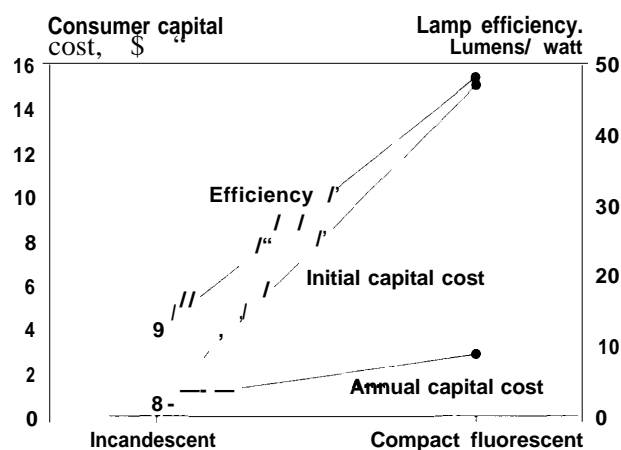 Consumer capital
cost, $ “
Lamp efficiency.
Lumens/ watt
16
14
12
10
8
6
4
2
0
50
40
30
20
10
0
Efficiency
Initial capital cost
9
8 -
Annual capital cost
Incandescent
Compact fluorescent